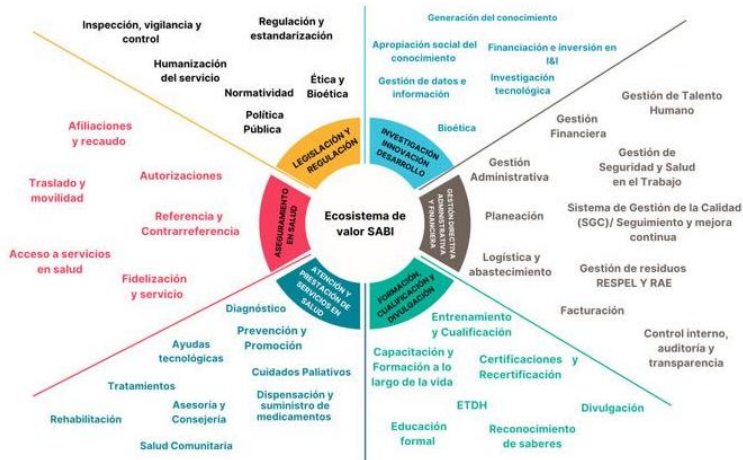 Inspección, vigilancia y
control
Regulación y
estandarización
Humanización
del servicio
Ética y
Bioética
Normatividad
Política
Pública
LEGISLACIÓN Y
REGULACIÓN
Generación del conocimiento
Apropiación social del
conocimiento
Financiación e inversión en
I&I
Gestión de datos e
información
Investigación
tecnológica
Bioética
INVESTIGACIÓN
INNOVACIÓN
DESARROLLO
Gestión de Talento
Humano
Gestión
Financiera
Gestión
Administrativa
Gestión de
Seguridad y Salud
en el Trabajo
Planeación
Sistema de Gestión de la Calidad
(SGC)/ Seguimiento y mejora
continua
Logística y
abastecimiento
Gestión de residuos
RESPEL Y RAE
Facturación
Control interno,
auditoría y
transparencia
GESTIÓN DIRECTIVA
ADMINISTRATIVA
Y FINANCIERA
Afiliaciones
y recaudo
Autorizaciones
Traslado y
movilidad
Referencia y
Contrarreferencia
Acceso a servicios
en salud
Fidelización
y servicio
ASEGURAMIENTO
EN SALUD
Ecosistema de
valor SABI
ATENCIÓN Y
PRESTACIÓN DE
SERVICIOS EN
SALUD
Diagnóstico
Prevención y
Promoción
Ayudas
tecnológicas
Cuidados Paliativos
Tratamientos
Dispensación y
suministro de
medicamentos
Asesoría y
Consejería
Rehabilitación
Salud Comunitaria
FORMACIÓN,
CUALIFICACIÓN y
DIVULGACIÓN
Entrenamiento
y Cualificación
Capacitación y
Formación a lo
largo de la vida
Certificaciones y
Recertificación
ETDH
Divulgación
Educación
formal
Reconocimiento
de saberes